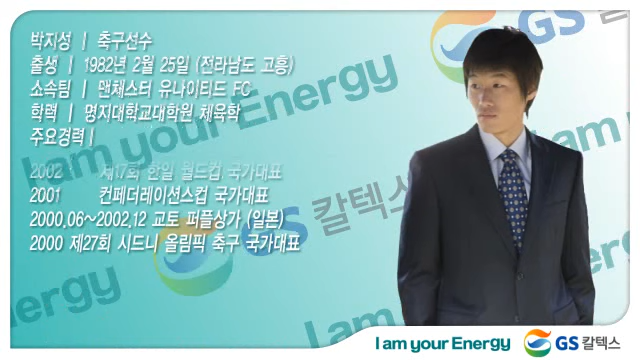 박지성 | 축구선수
출생 | 1982년 2월 25일 (전라남도 고흥)
소속팀 | 맨체스터 유나이티드 FC
학력 | 명지대학교대학원 체육학
주요경력 |
2002 제17회 한일 월드컵 국가대표
2001 컨페더레이션스컵 국가대표
2000.06~2002.12 교토 퍼플상가 (일본)
2000 제27회 시드니 올림픽 축구 국가대표
I am your Energy GS 칼텍스
I am your Energy
GS 칼텍스
Energy
GS 칼텍스
I am your Energy